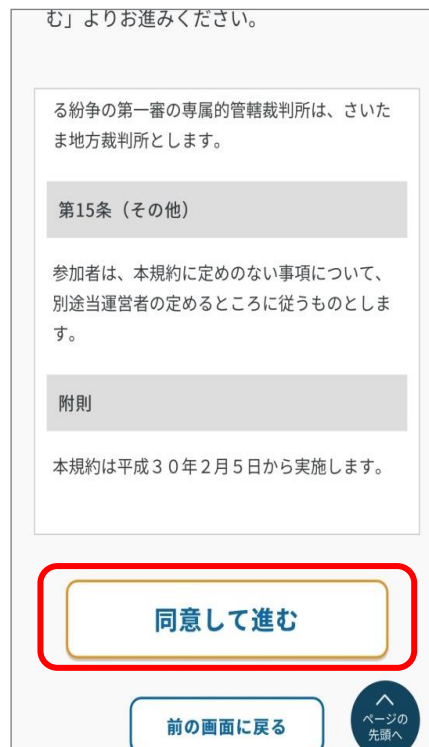 む」よりお進みください。
る紛争の第一審の専属的管轄裁判所は、さいた
ま地方裁判所とします。
第15条（その他）
参加者は、本規約に定めのない事項について、
別途当運営者の定めるところに従うものとしま
す。
附則
本規約は平成３０年２月５日から実施します。
同意して進む
前の画面に戻る
ページの
先頭へ